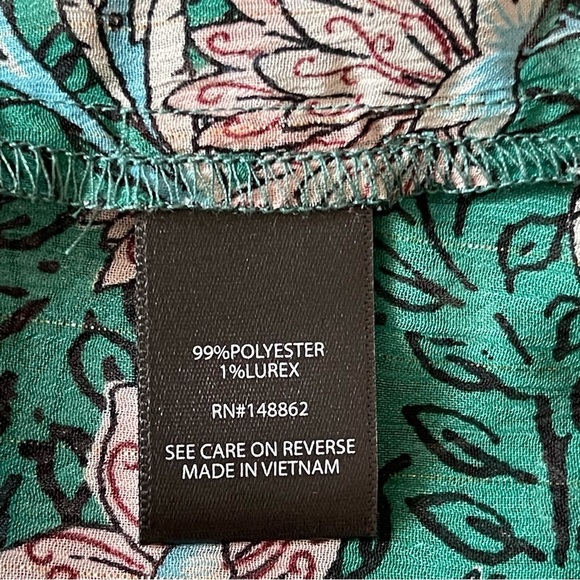 99%POLYESTER
1%LUREX
RN#148862
SEE CARE ON REVERSE
MADE IN VIETNAM